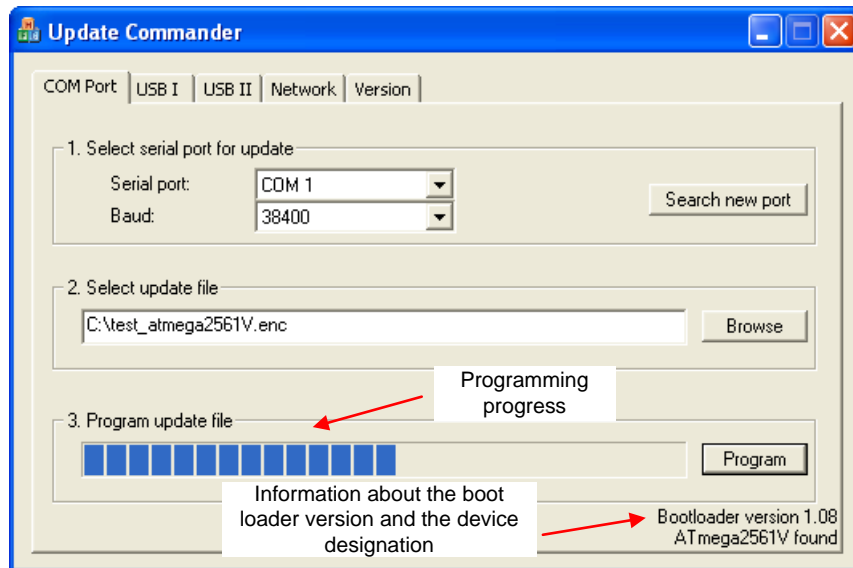 Update Commander
COM Port USB I USB II Network Version
1. Select serial port for update
Serial port: COM 1
Search new port
Baud: 38400
2. Select update file
C:\test_atmega2561V.enc Browse
Programming
progress
3. Program update file
Program
Information about the boot
loader version and the device
designation
Bootloader version 1.08
ATmega2561V found